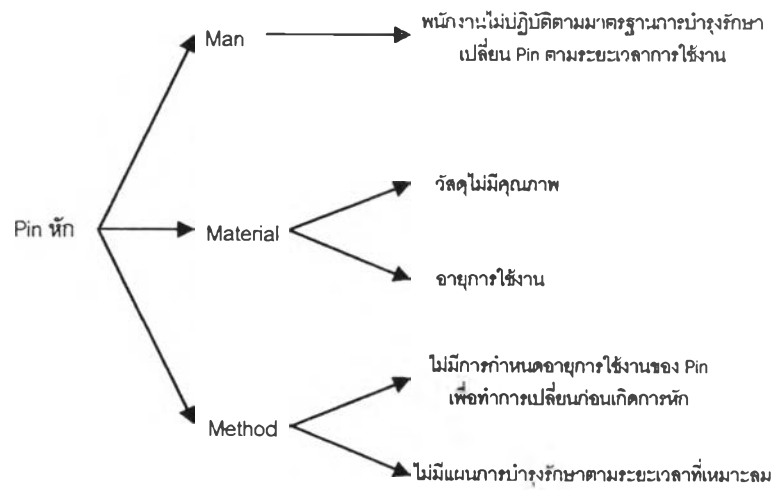 Man
พนักงานไม่ปฏิบัติตามมาตรฐานการบำรุงรักษา
เปลี่ยน Pin ตามระยะเวลาการใช้งาน
วัสดุไม่มีคุณภาพ
Pin หัก
Material
อายุการใช้งาน
ไม่มีการกำหนดอายุการใช้งานของ Pin
เพื่อทำการเปลี่ยนก่อนเกิดการหัก
Method
ไม่มีแผนการบำรุงรักษาตามระยะเวลาที่เหมาะสม